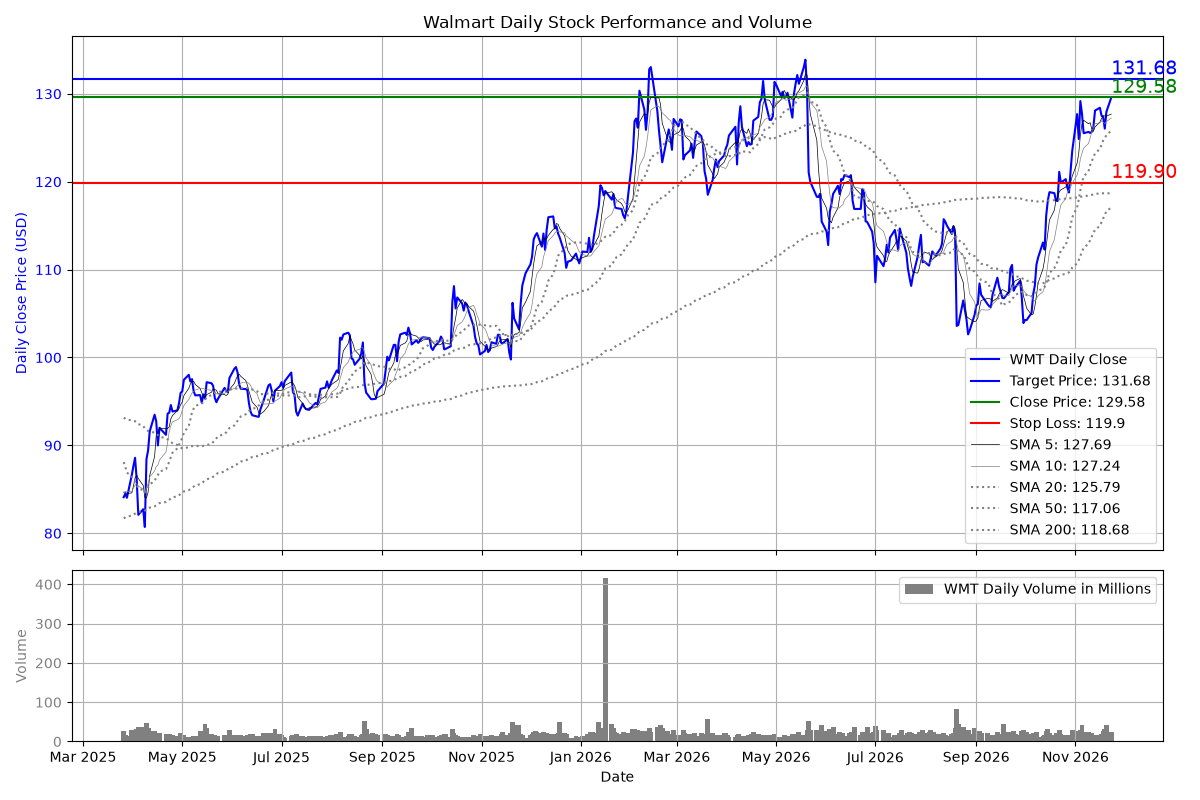 Walmart Daily Stock Performance and Volume
131.68
129.58
119.90
Daily Close Price (USD)
130
120
110
100
90
80
WMT Daily Close
Target Price: 131.68
Close Price: 129.58
Stop Loss: 119.9
SMA 5: 127.69
SMA 10: 127.24
SMA 20: 125.79
SMA 50: 117.06
SMA 200: 118.68
Volume
400
300
200
100
0
WMT Daily Volume in Millions
Mar 2025 May 2025 Jul 2025 Sep 2025 Nov 2025 Jan 2026 Mar 2026 May 2026 Jul 2026 Sep 2026 Nov 2026
Date